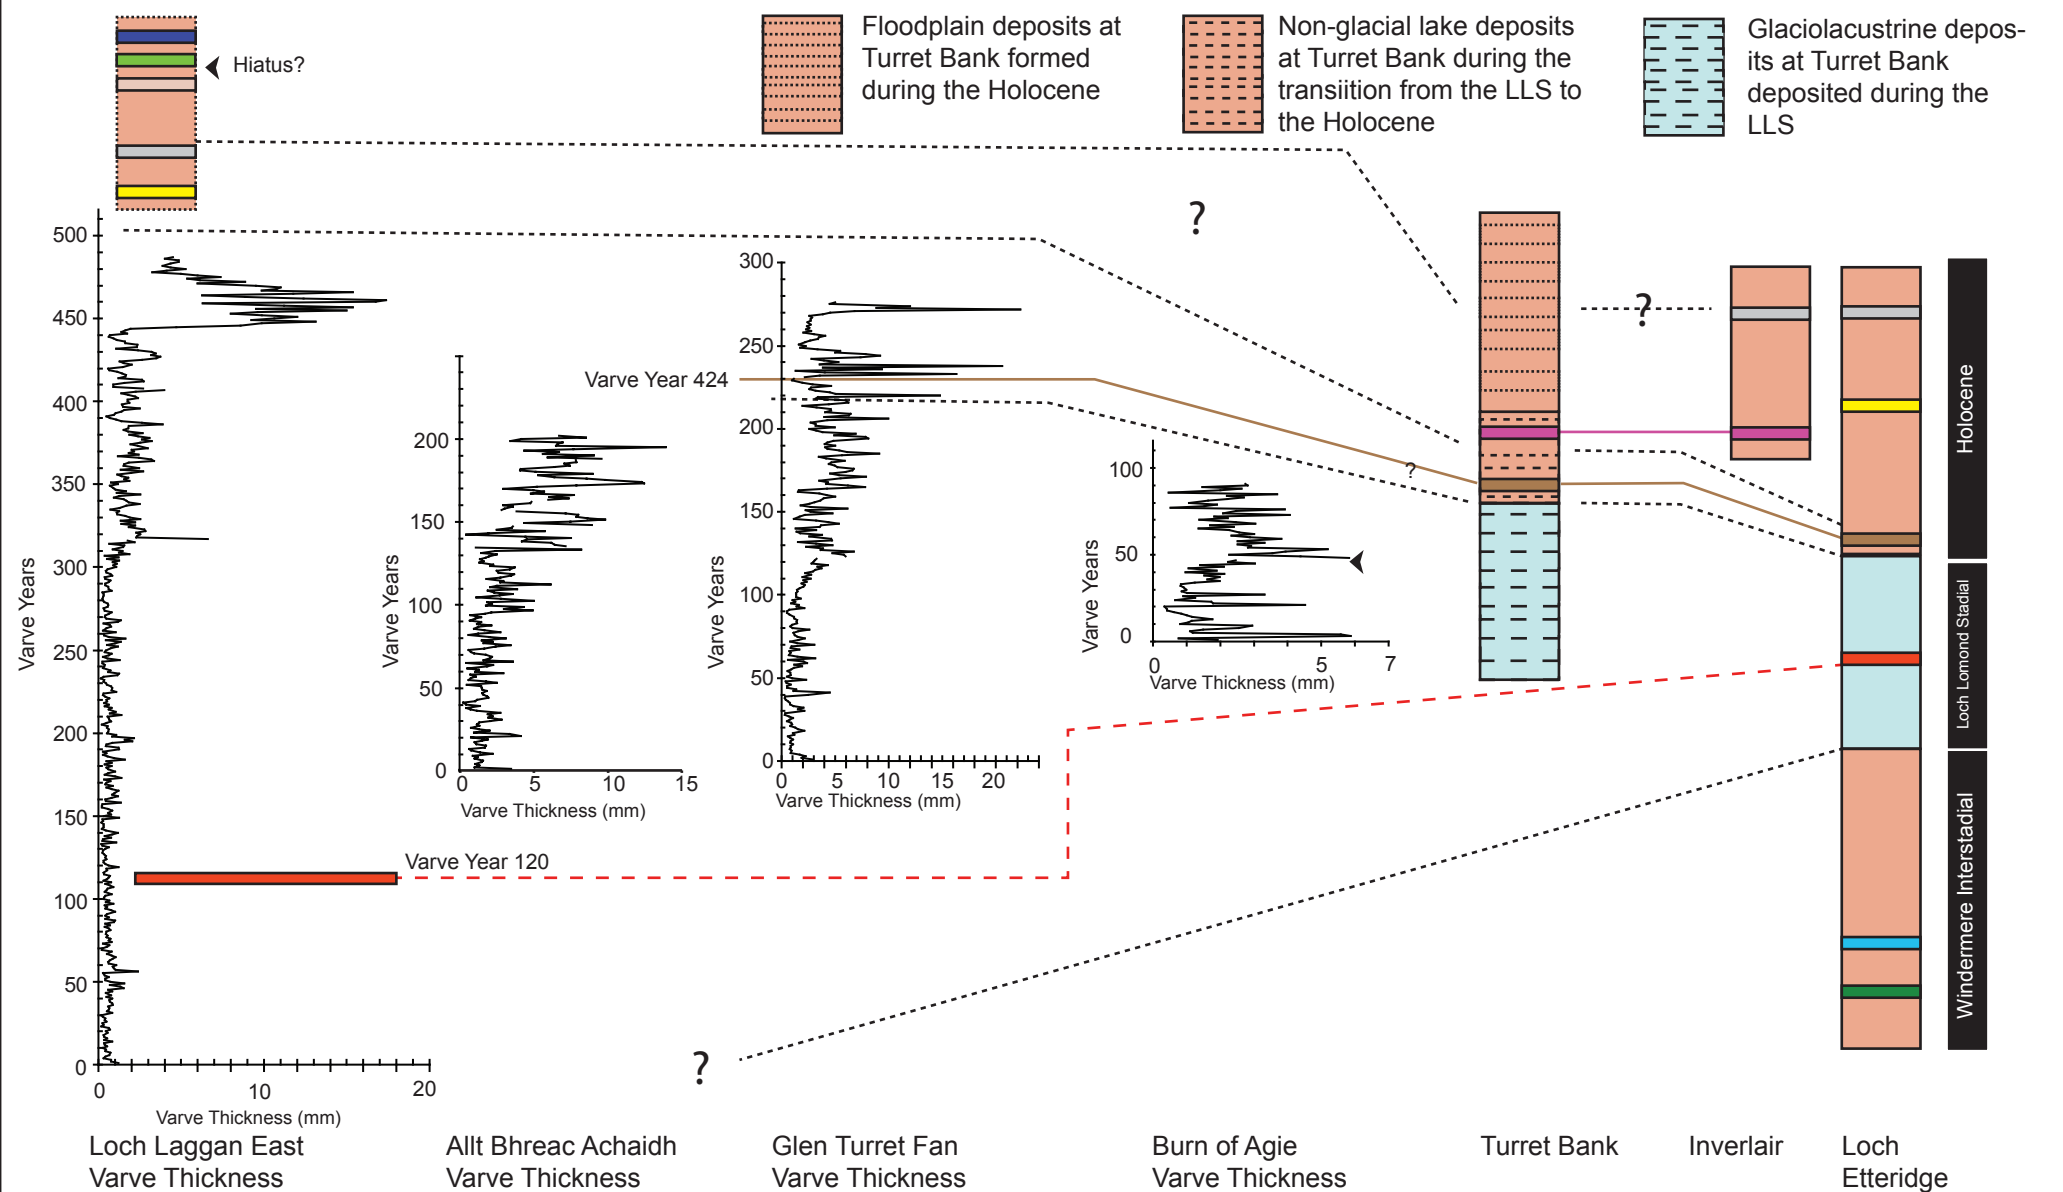 Floodplain deposits at
Turret Bank formed
during the Holocene
Non-glacial lake deposits
at Turret Bank during the
transiition from the LLS to
the Holocene
Glaciolacustrine depos-
its at Turret Bank
deposited during the
LLS
Hiatus?
?
?
?
?
Varve Year 424
Varve Year 120
Varve Years
500
450
400
350
300
250
200
150
100
50
0
0
10
20
Varve Thickness (mm)
Varve Years
200
150
100
50
0
0
5
10
15
Varve Thickness (mm)
Varve Years
300
250
200
150
100
50
0
0
5
10
15
20
Varve Thickness (mm)
Varve Years
100
50
0
0
5
7
Varve Thickness (mm)
Holocene
Loch Lomond Stadial
Windermere Interstadial
Loch Laggan East
Varve Thickness
Allt Bhreac Achaidh
Varve Thickness
Glen Turret Fan
Varve Thickness
Burn of Agie
Varve Thickness
Turret Bank
Inverlair
Loch
Etteridge